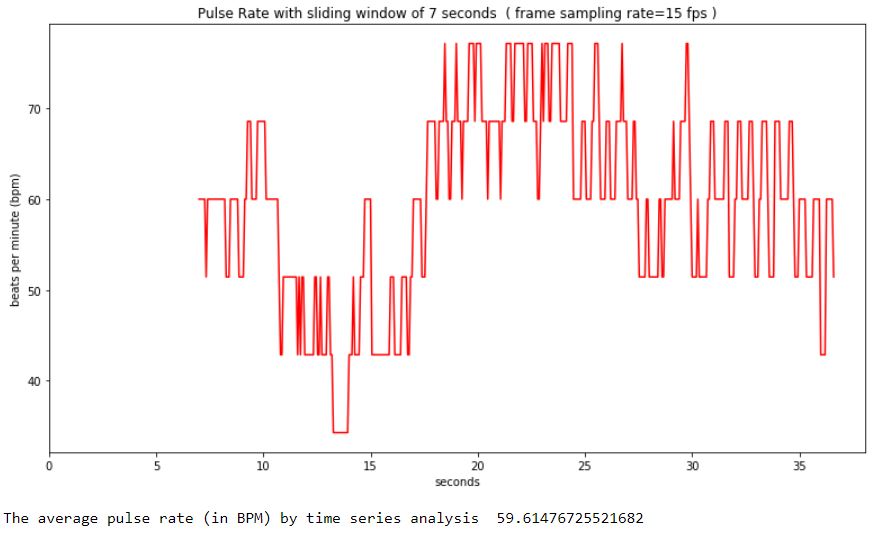 Pulse Rate with sliding window of 7 seconds  ( frame sampling rate=15 fps )
70
60
50
40
beats per minute (bpm)
0 5 10 15 20 25 30 35
seconds
The average pulse rate (in BPM) by time series analysis  59.61476725521682